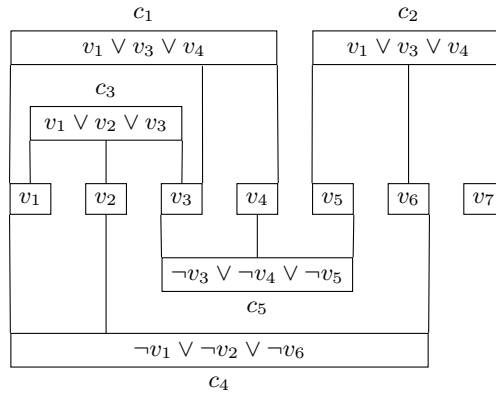 c₁ c₂
v₁ ∨ v₃ ∨ v₄ v₁ ∨ v₃ ∨ v₄
c₃
v₁ ∨ v₂ ∨ v₃
v₁ v₂ v₃ v₄ v₅ v₆ v₇
¬v₃ ∨ ¬v₄ ∨ ¬v₅
c₅
¬v₁ ∨ ¬v₂ ∨ ¬v₆
c₄